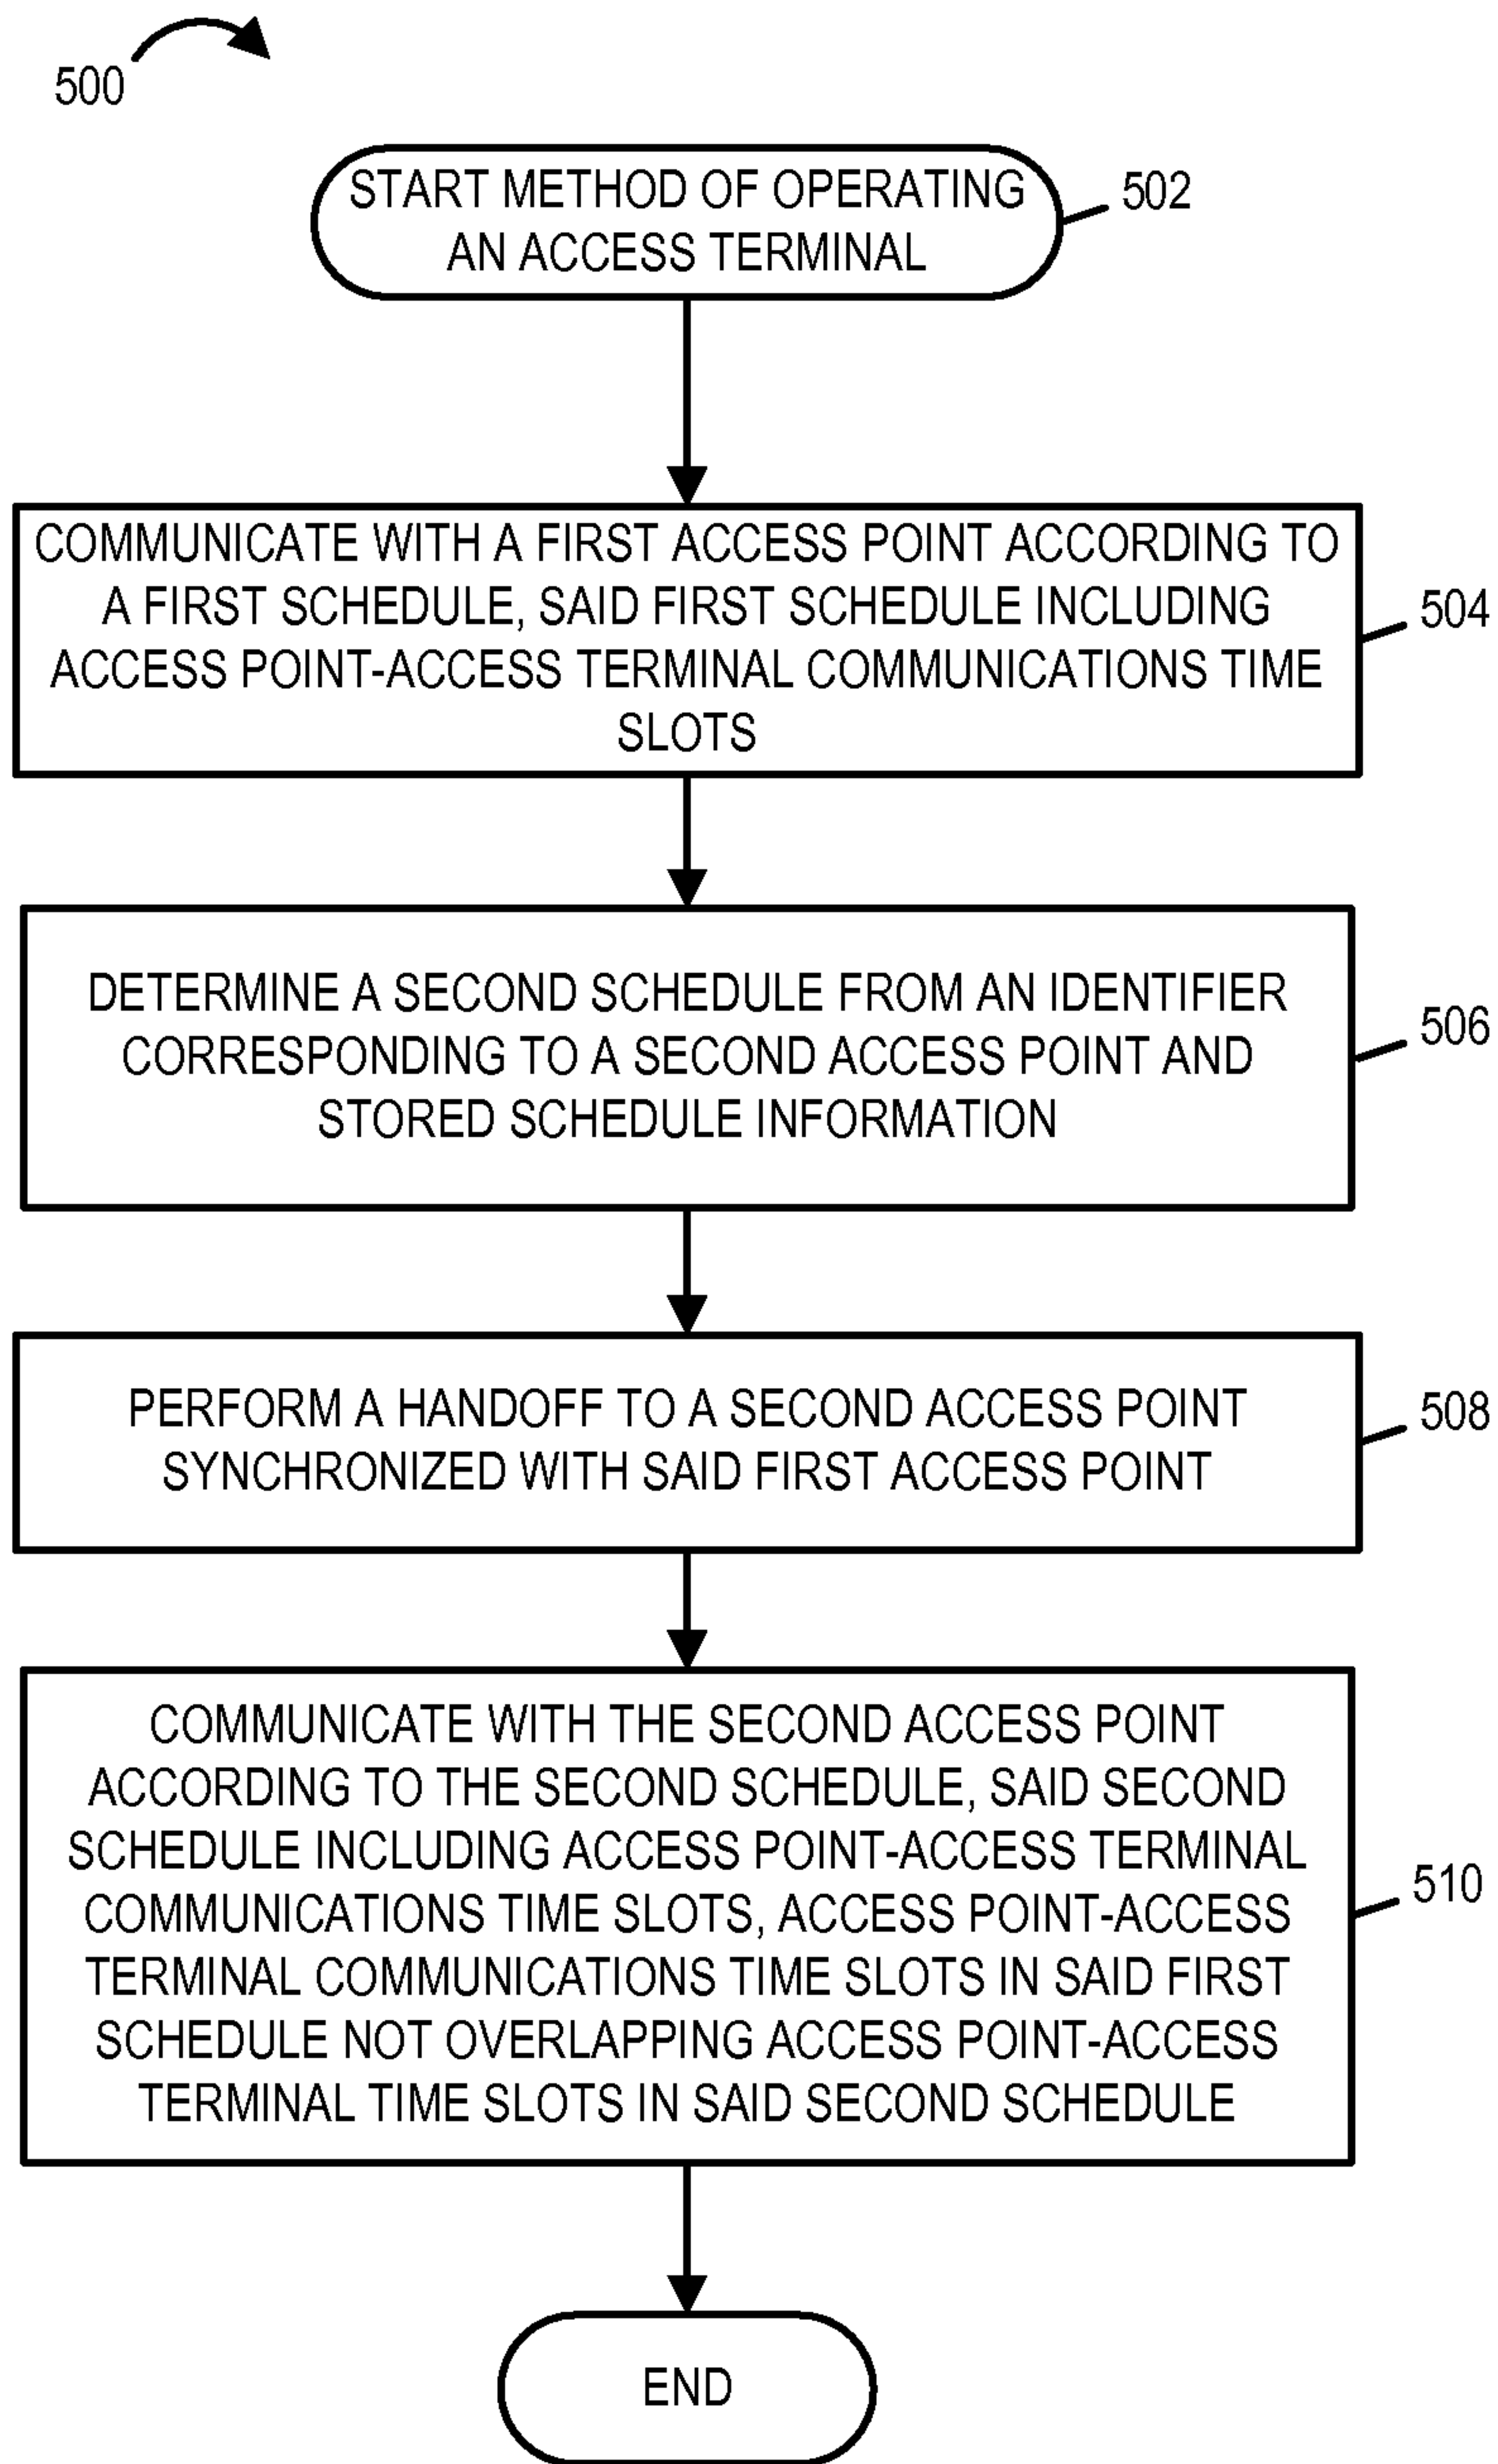 500
START METHOD OF OPERATING
AN ACCESS TERMINAL
502
COMMUNICATE WITH A FIRST ACCESS POINT ACCORDING TO
A FIRST SCHEDULE, SAID FIRST SCHEDULE INCLUDING
ACCESS POINT-ACCESS TERMINAL COMMUNICATIONS TIME
SLOTS
504
DETERMINE A SECOND SCHEDULE FROM AN IDENTIFIER
CORRESPONDING TO A SECOND ACCESS POINT AND
STORED SCHEDULE INFORMATION
506
PERFORM A HANDOFF TO A SECOND ACCESS POINT
SYNCHRONIZED WITH SAID FIRST ACCESS POINT
508
COMMUNICATE WITH THE SECOND ACCESS POINT
ACCORDING TO THE SECOND SCHEDULE, SAID SECOND
SCHEDULE INCLUDING ACCESS POINT-ACCESS TERMINAL
COMMUNICATIONS TIME SLOTS, ACCESS POINT-ACCESS
TERMINAL COMMUNICATIONS TIME SLOTS IN SAID FIRST
SCHEDULE NOT OVERLAPPING ACCESS POINT-ACCESS
TERMINAL TIME SLOTS IN SAID SECOND SCHEDULE
510
END